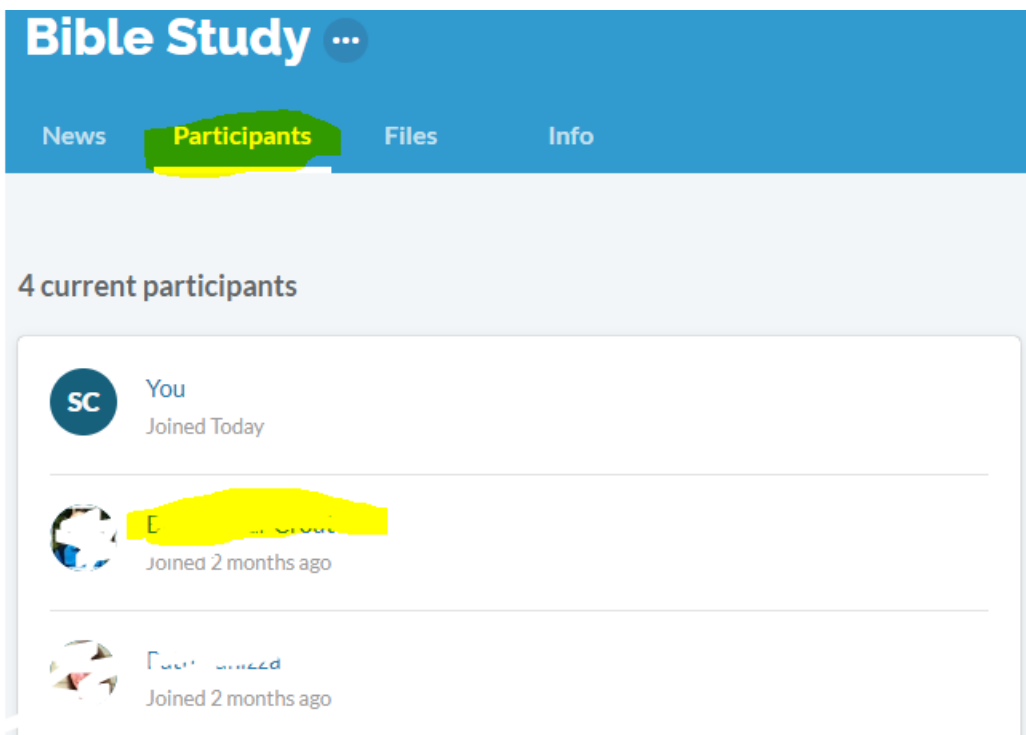 Bible Study ...
News Participants Files Info
4 current participants
SC
You
Joined Today
Joined 2 months ago
Joined 2 months ago